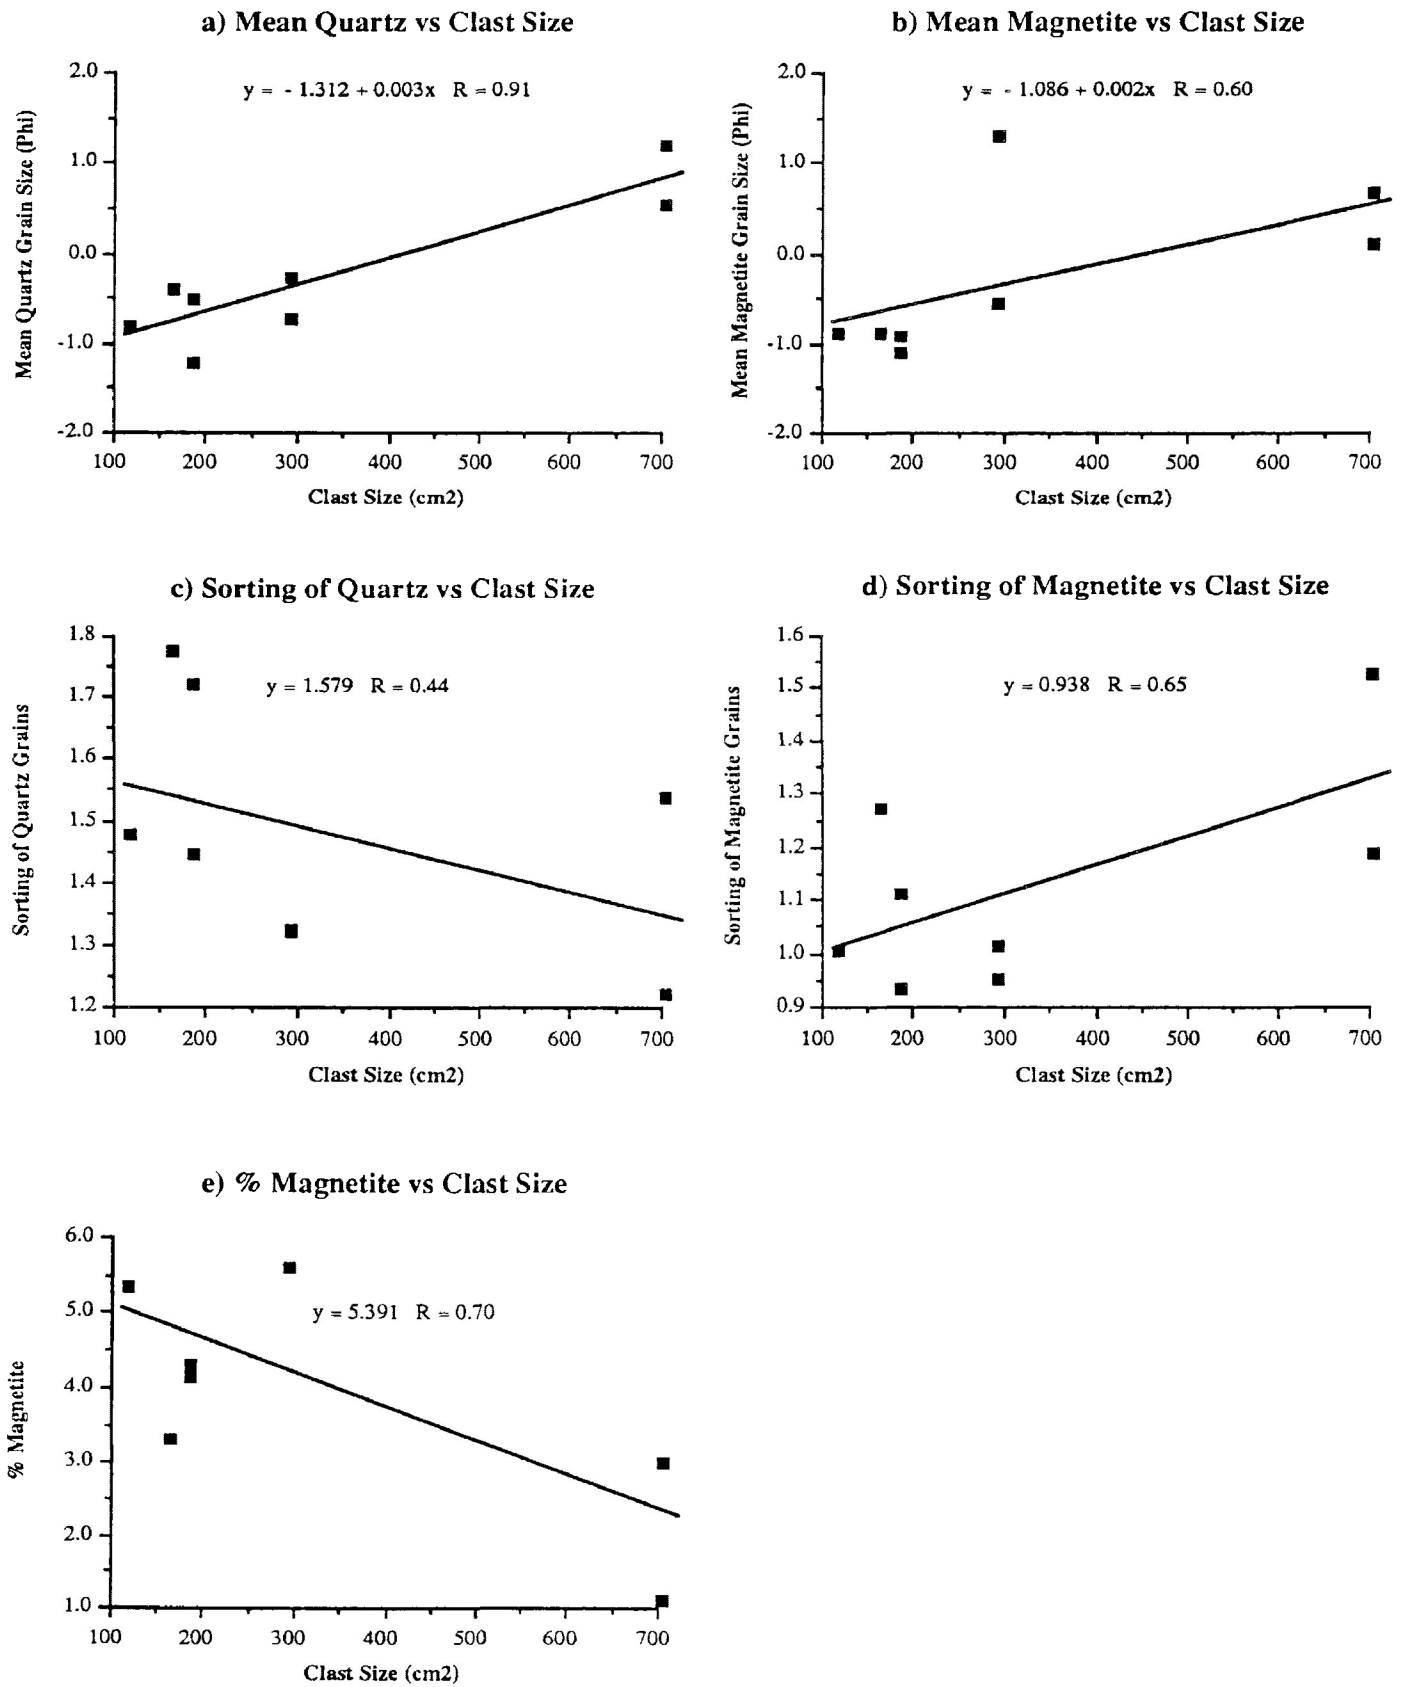 a) Mean Quartz vs Clast Size
y = - 1.312 + 0.003x R = 0.91
Mean Quartz Grain Size (Phi)
2.0
1.0
0.0
-1.0
-2.0
100 200 300 400 500 600 700
Clast Size (cm2)
b) Mean Magnetite vs Clast Size
y = - 1.086 + 0.002x R = 0.60
Mean Magnetite Grain Size (Phi)
2.0
1.0
0.0
-1.0
-2.0
100 200 300 400 500 600 700
Clast Size (cm2)
c) Sorting of Quartz vs Clast Size
y = 1.579 R = 0.44
Sorting of Quartz Grains
1.8
1.7
1.6
1.5
1.4
1.3
1.2
100 200 300 400 500 600 700
Clast Size (cm2)
d) Sorting of Magnetite vs Clast Size
y = 0.938 R = 0.65
Sorting of Magnetite Grains
1.6
1.5
1.4
1.3
1.2
1.1
1.0
0.9
100 200 300 400 500 600 700
Clast Size (cm2)
e) % Magnetite vs Clast Size
y = 5.391 R = 0.70
% Magnetite
6.0
5.0
4.0
3.0
2.0
1.0
100 200 300 400 500 600 700
Clast Size (cm2)